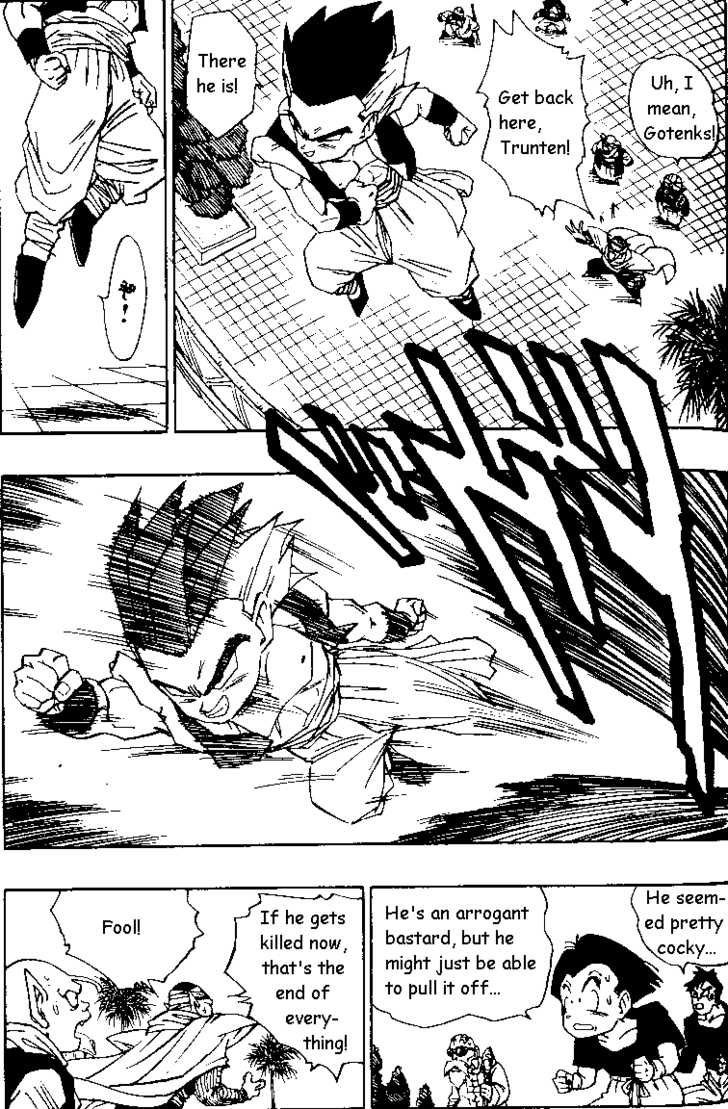 Uh, I
mean,
Gotenks!
Get back
here,
Trunten!
There
he is!
He seem-
ed pretty
cocky...
He's an arrogant
bastard, but he
might just be able
to pull it off...
If he gets
killed now,
that's the
end of
every-
thing!
Fool!